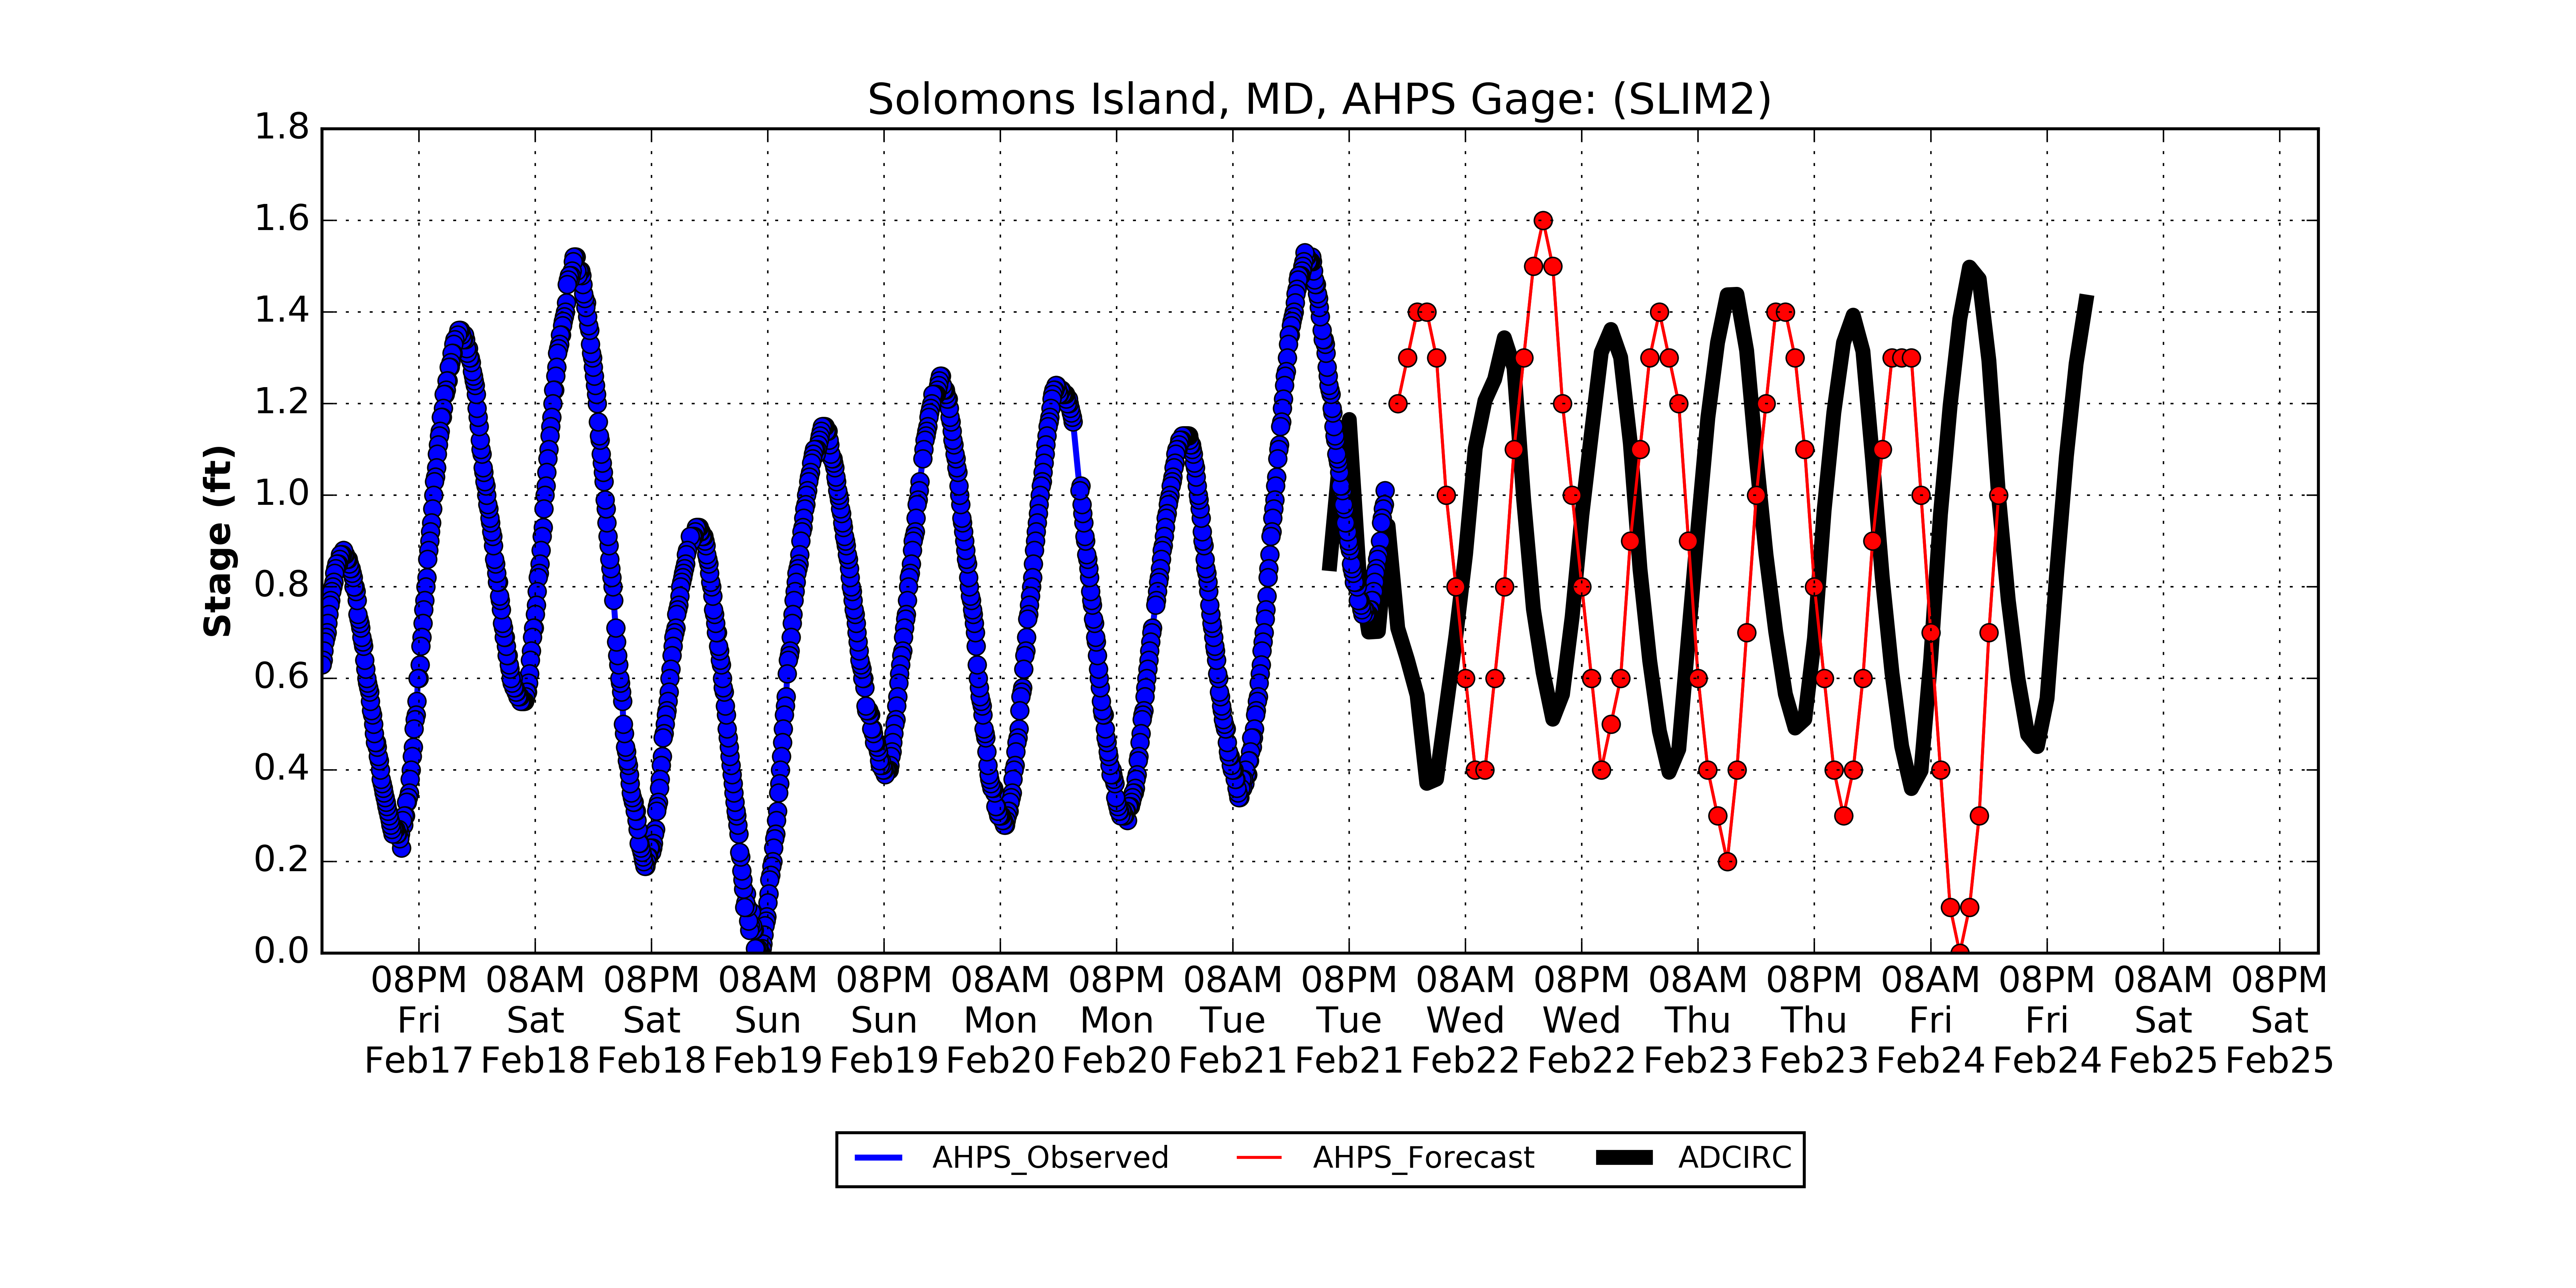 Solomons Island, MD, AHPS Gage: (SLIM2)
Stage (ft)
1.8
1.6
1.4
1.2
1.0
0.8
0.6
0.4
0.2
0.0
08PM 08AM 08PM 08AM 08PM 08AM 08PM 08AM 08PM 08AM 08PM 08AM 08PM 08AM 08PM 08AM 08PM
Fri Sat Sat Sun Sun Mon Mon Tue Tue Wed Wed Thu Thu Fri Fri Sat Sat
Feb17 Feb18 Feb18 Feb19 Feb19 Feb20 Feb20 Feb21 Feb21 Feb22 Feb22 Feb23 Feb23 Feb24 Feb24 Feb25 Feb25
AHPS_Observed AHPS_Forecast ADCIRC